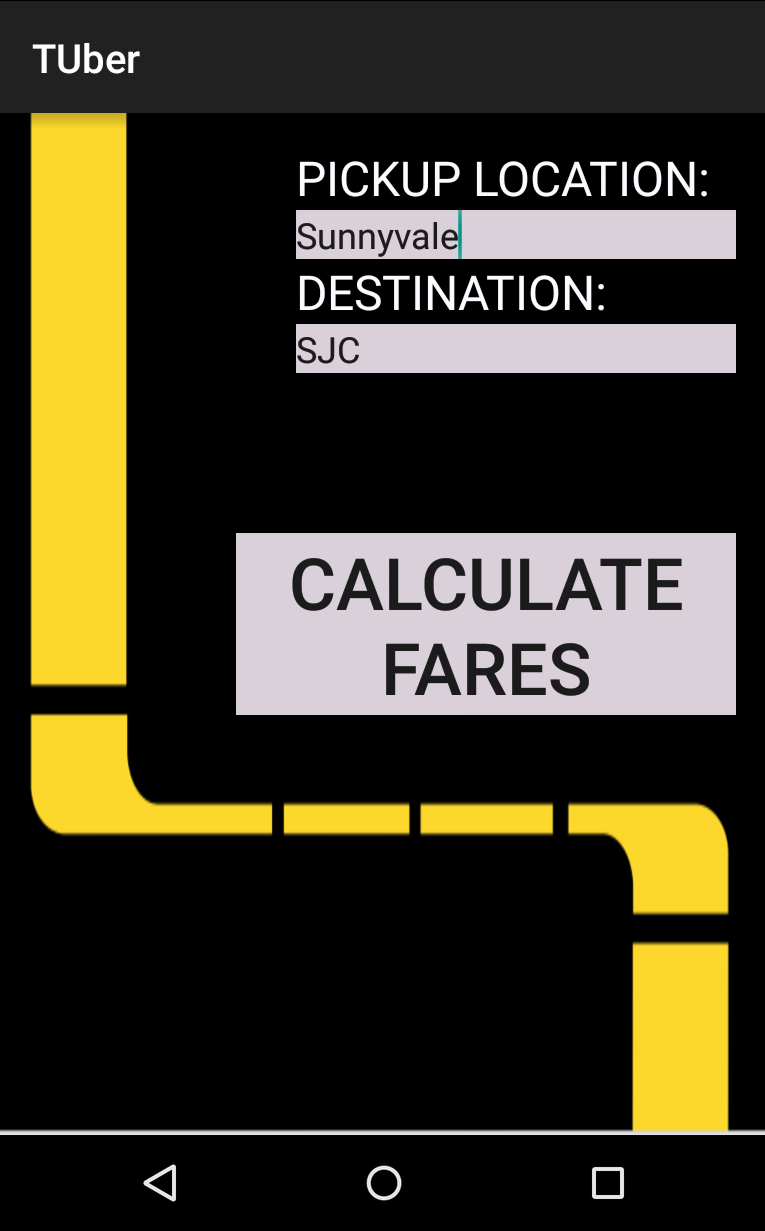 TUber
PICKUP LOCATION:
Sunnyvale
DESTINATION:
SJC
CALCULATE
FARES